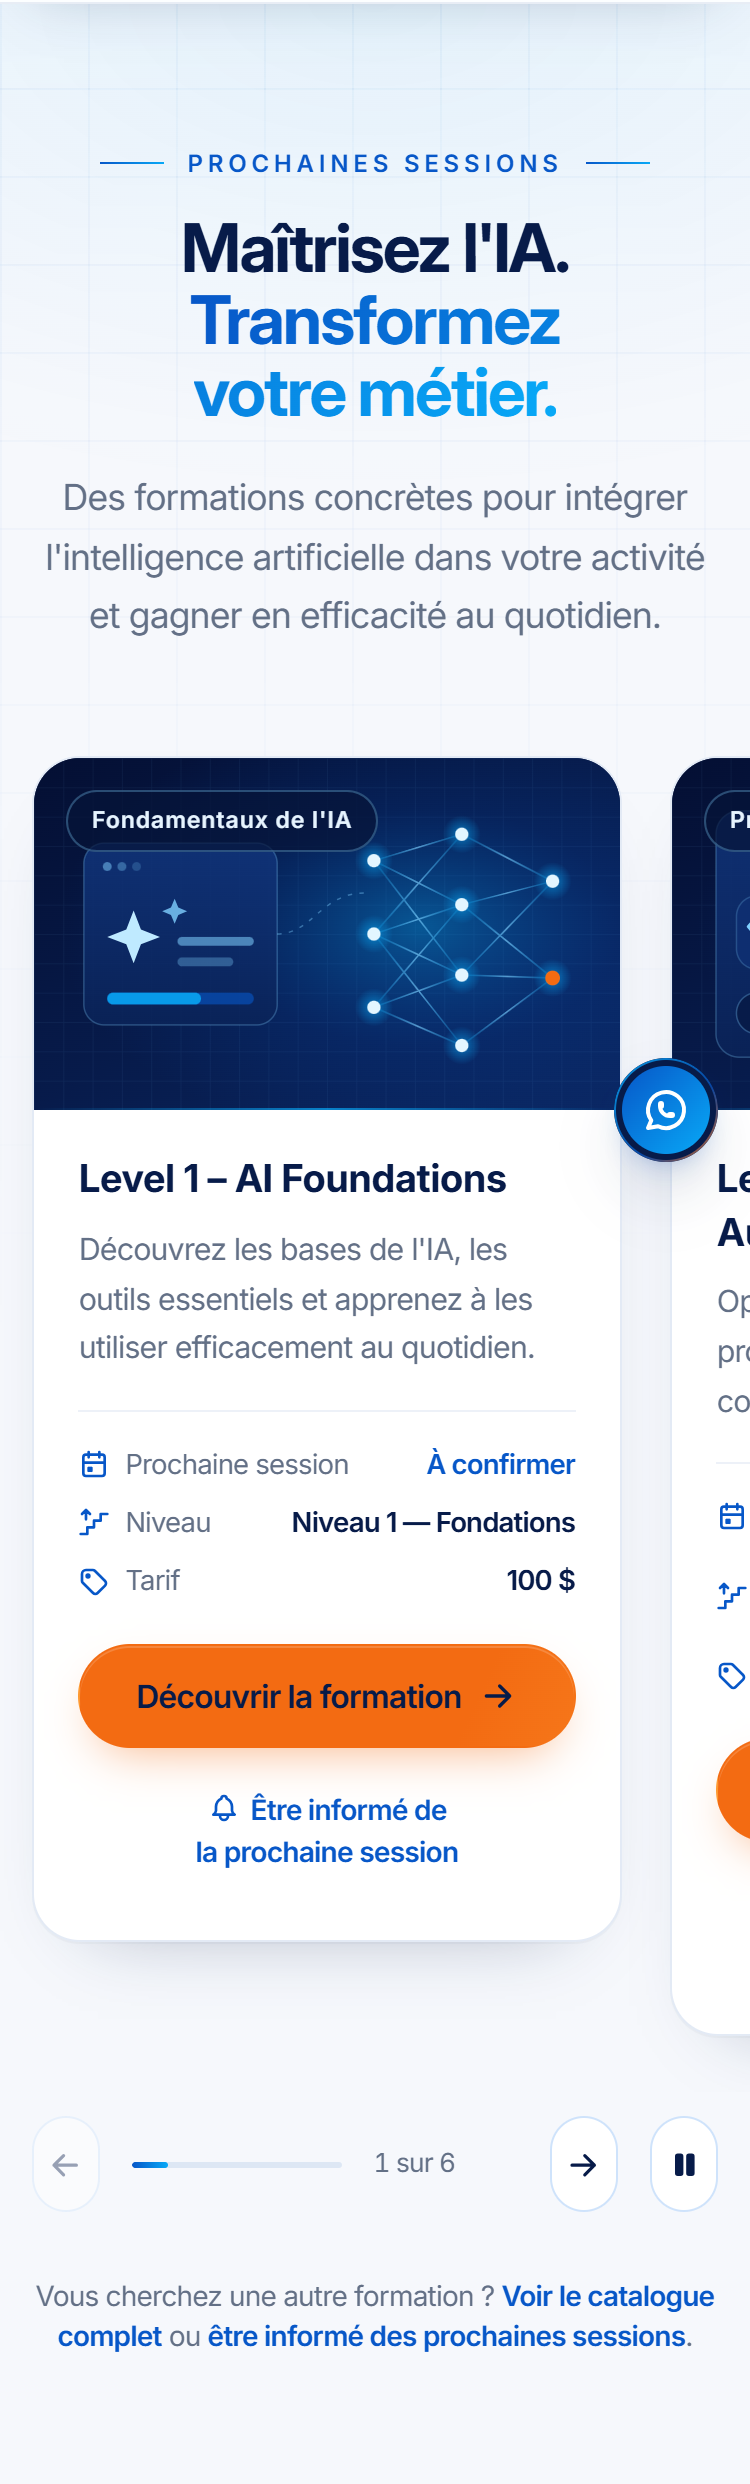 PROCHAINES SESSIONS
Maîtrisez l'IA.
Transformez
votre métier.
Des formations concrètes pour intégrer
l'intelligence artificielle dans votre activité
et gagner en efficacité au quotidien.
Fondamentaux de l'IA
Level 1 – AI Foundations
Découvrez les bases de l'IA, les
outils essentiels et apprenez à les
utiliser efficacement au quotidien.
Prochaine session À confirmer
Niveau Niveau 1 — Fondations
Tarif 100 $
Découvrir la formation
Être informé de
la prochaine session
1 sur 6
Vous cherchez une autre formation ? Voir le catalogue
complet ou être informé des prochaines sessions.